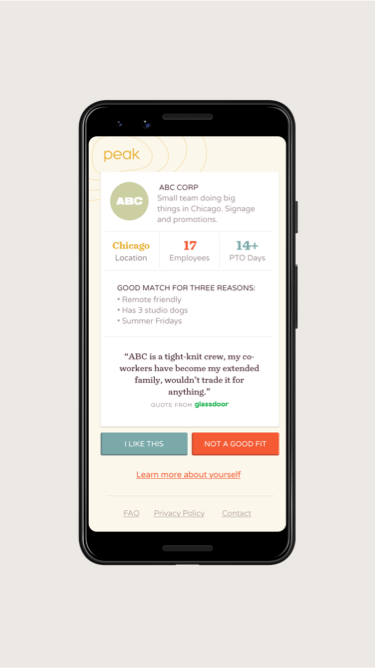 peak
ABC
ABC CORP
Small team doing big
things in Chicago. Signage
and promotions.
Chicago
Location
17
Employees
14+
PTO Days
GOOD MATCH FOR THREE REASONS:
• Remote friendly
• Has 3 studio dogs
• Summer Fridays
“ABC is a tight-knit crew, my co-
workers have become my extended
family, wouldn’t trade it for
anything.”
QUOTE FROM glassdoor
I LIKE THIS
NOT A GOOD FIT
Learn more about yourself
FAQ
Privacy Policy
Contact